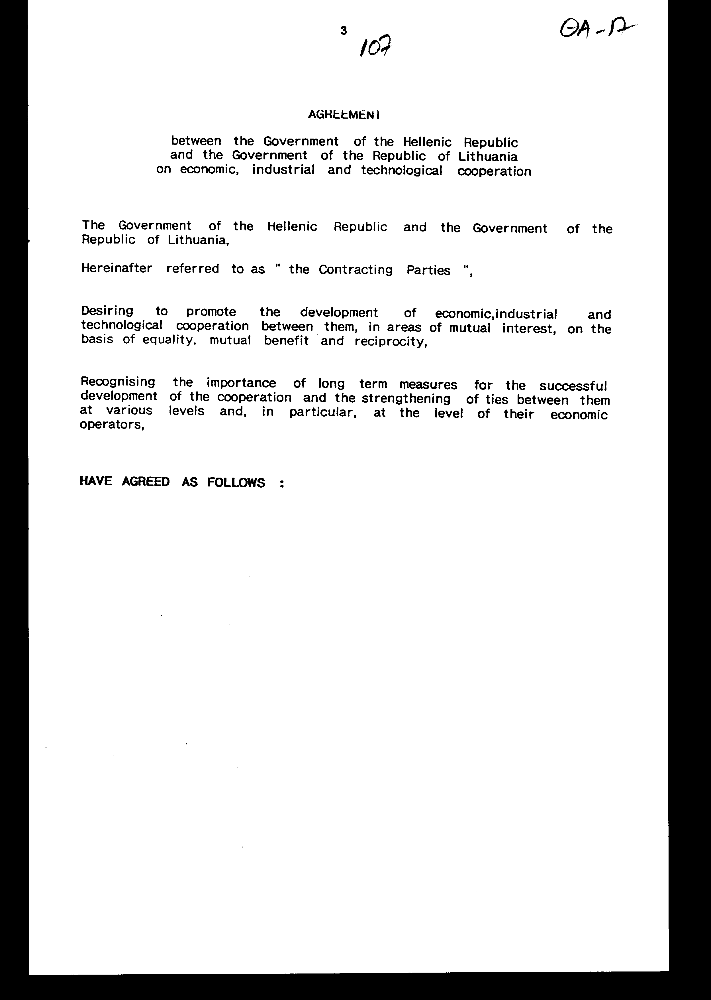 3
107
AGREEMENT
between the Government of the Hellenic Republic
and the Government of the Republic of Lithuania
on economic, industrial and technological cooperation
The Government of the Hellenic Republic and the Government of the
Republic of Lithuania,
Hereinafter referred to as " the Contracting Parties ",
Desiring to promote the development of economic,industrial and
technological cooperation between them, in areas of mutual interest, on the
basis of equality, mutual benefit and reciprocity,
Recognising the importance of long term measures for the successful
development of the cooperation and the strengthening of ties between them
at various levels and, in particular, at the level of their economic
operators,
HAVE AGREED AS FOLLOWS :